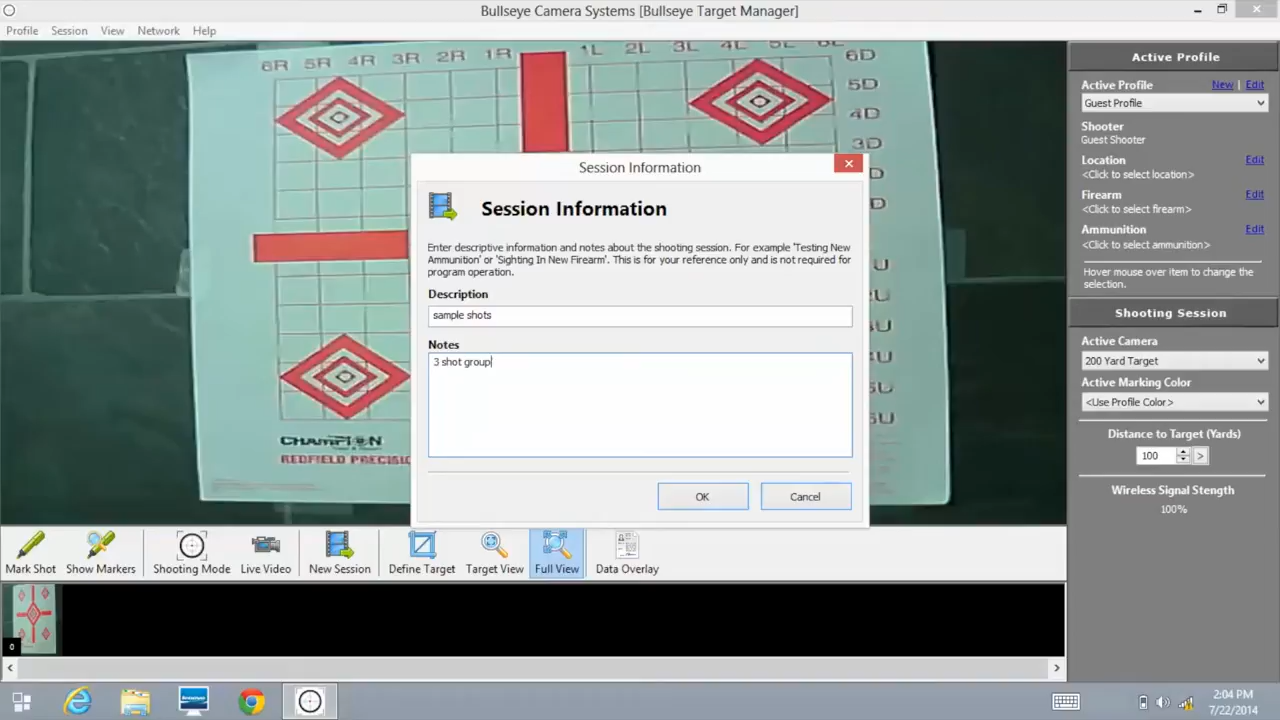 Bullseye Camera Systems [Bullseye Target Manager]
Profile Session View Network Help
6R 5R 4R 3R 2R 1R 1L 2L 3L 4L 5L 6L
6D
5D
4D
3D
CHAMPION
REDFIELD PRECISI
Session Information
Session Information
Enter descriptive information and notes about the shooting session. For example 'Testing New
Ammunition' or 'Sighting In New Firearm'. This is for your reference only and is not required for
program operation.
Description
sample shots
Notes
3 shot group
OK Cancel
Active Profile
Active Profile New | Edit
Guest Profile
Shooter
Guest Shooter
Location Edit
<Click to select location>
Firearm Edit
<Click to select firearm>
Ammunition Edit
<Click to select ammunition>
Hover mouse over item to change the
selection.
Shooting Session
Active Camera
200 Yard Target
Active Marking Color
<Use Profile Color>
Distance to Target (Yards)
100 >
Wireless Signal Strength
100%
Mark Shot Show Markers Shooting Mode Live Video New Session Define Target Target View Full View Data Overlay
0
2:04 PM
7/22/2014